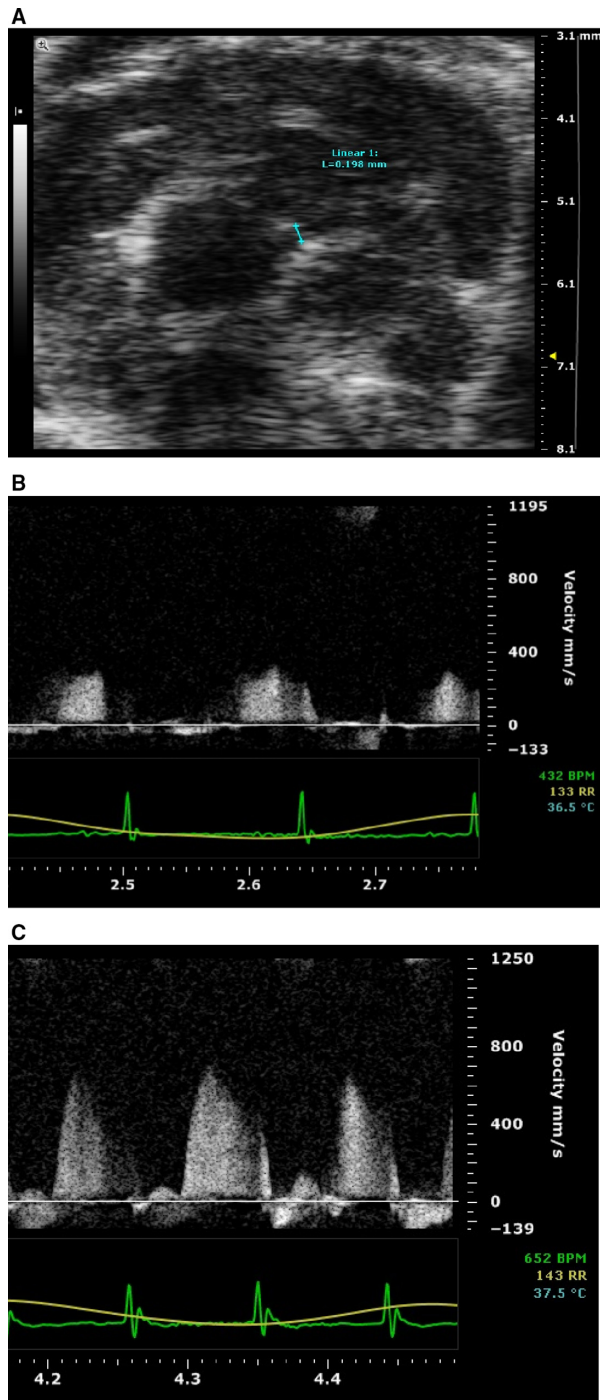 A
3.1 mm
4.1
5.1
6.1
7.1
8.1
Linear 1:
L=0.198 mm
B
1195
800
400
0
−133
Velocity mm/s
432 BPM
133 RR
36.5 °C
2.5
2.6
2.7
C
1250
800
400
0
−139
Velocity mm/s
652 BPM
143 RR
37.5 °C
4.2
4.3
4.4